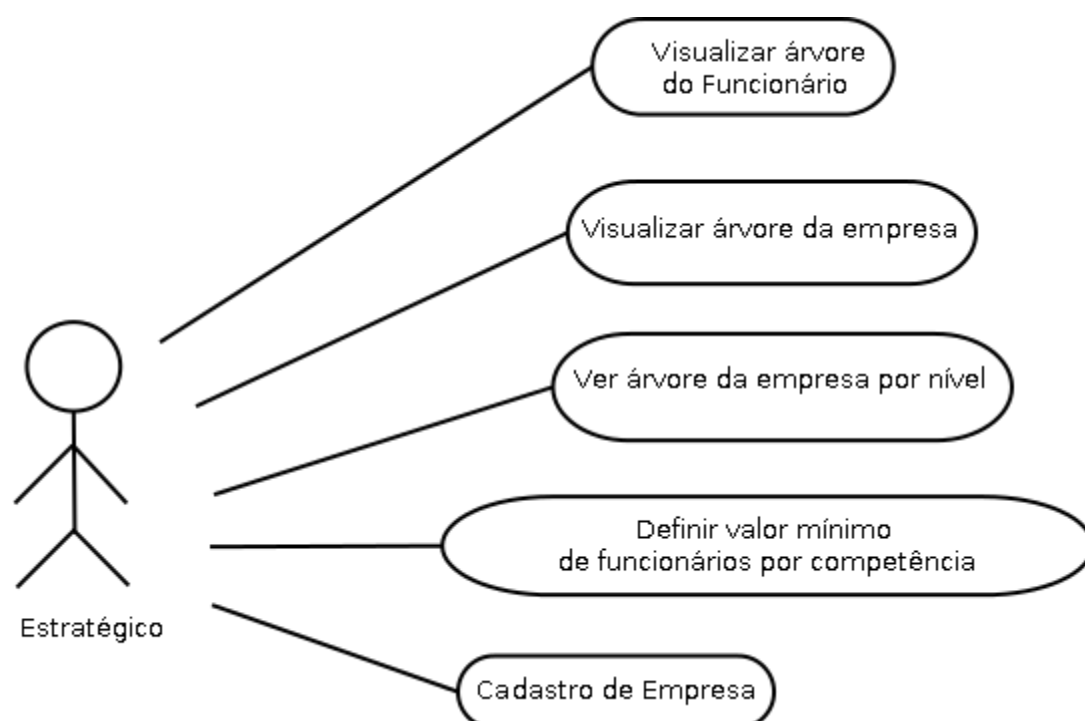 Visualizar árvore
do Funcionário
Visualizar árvore da empresa
Ver árvore da empresa por nível
Definir valor mínimo
de funcionários por competência
Estratégico
Cadastro de Empresa